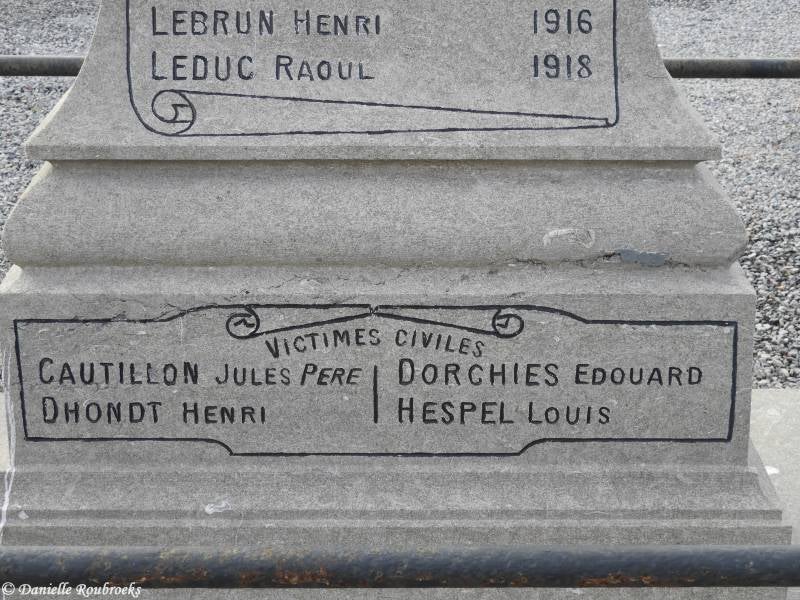 LEBRUN HENRI 1916
LEDUC RAOUL 1918
VICTIMES CIVILES
CAUTILLON JULES PERE
DHONDT HENRI
DORCHIES EDOUARD
HESPEL LOUIS
© Danielle Roubroeks